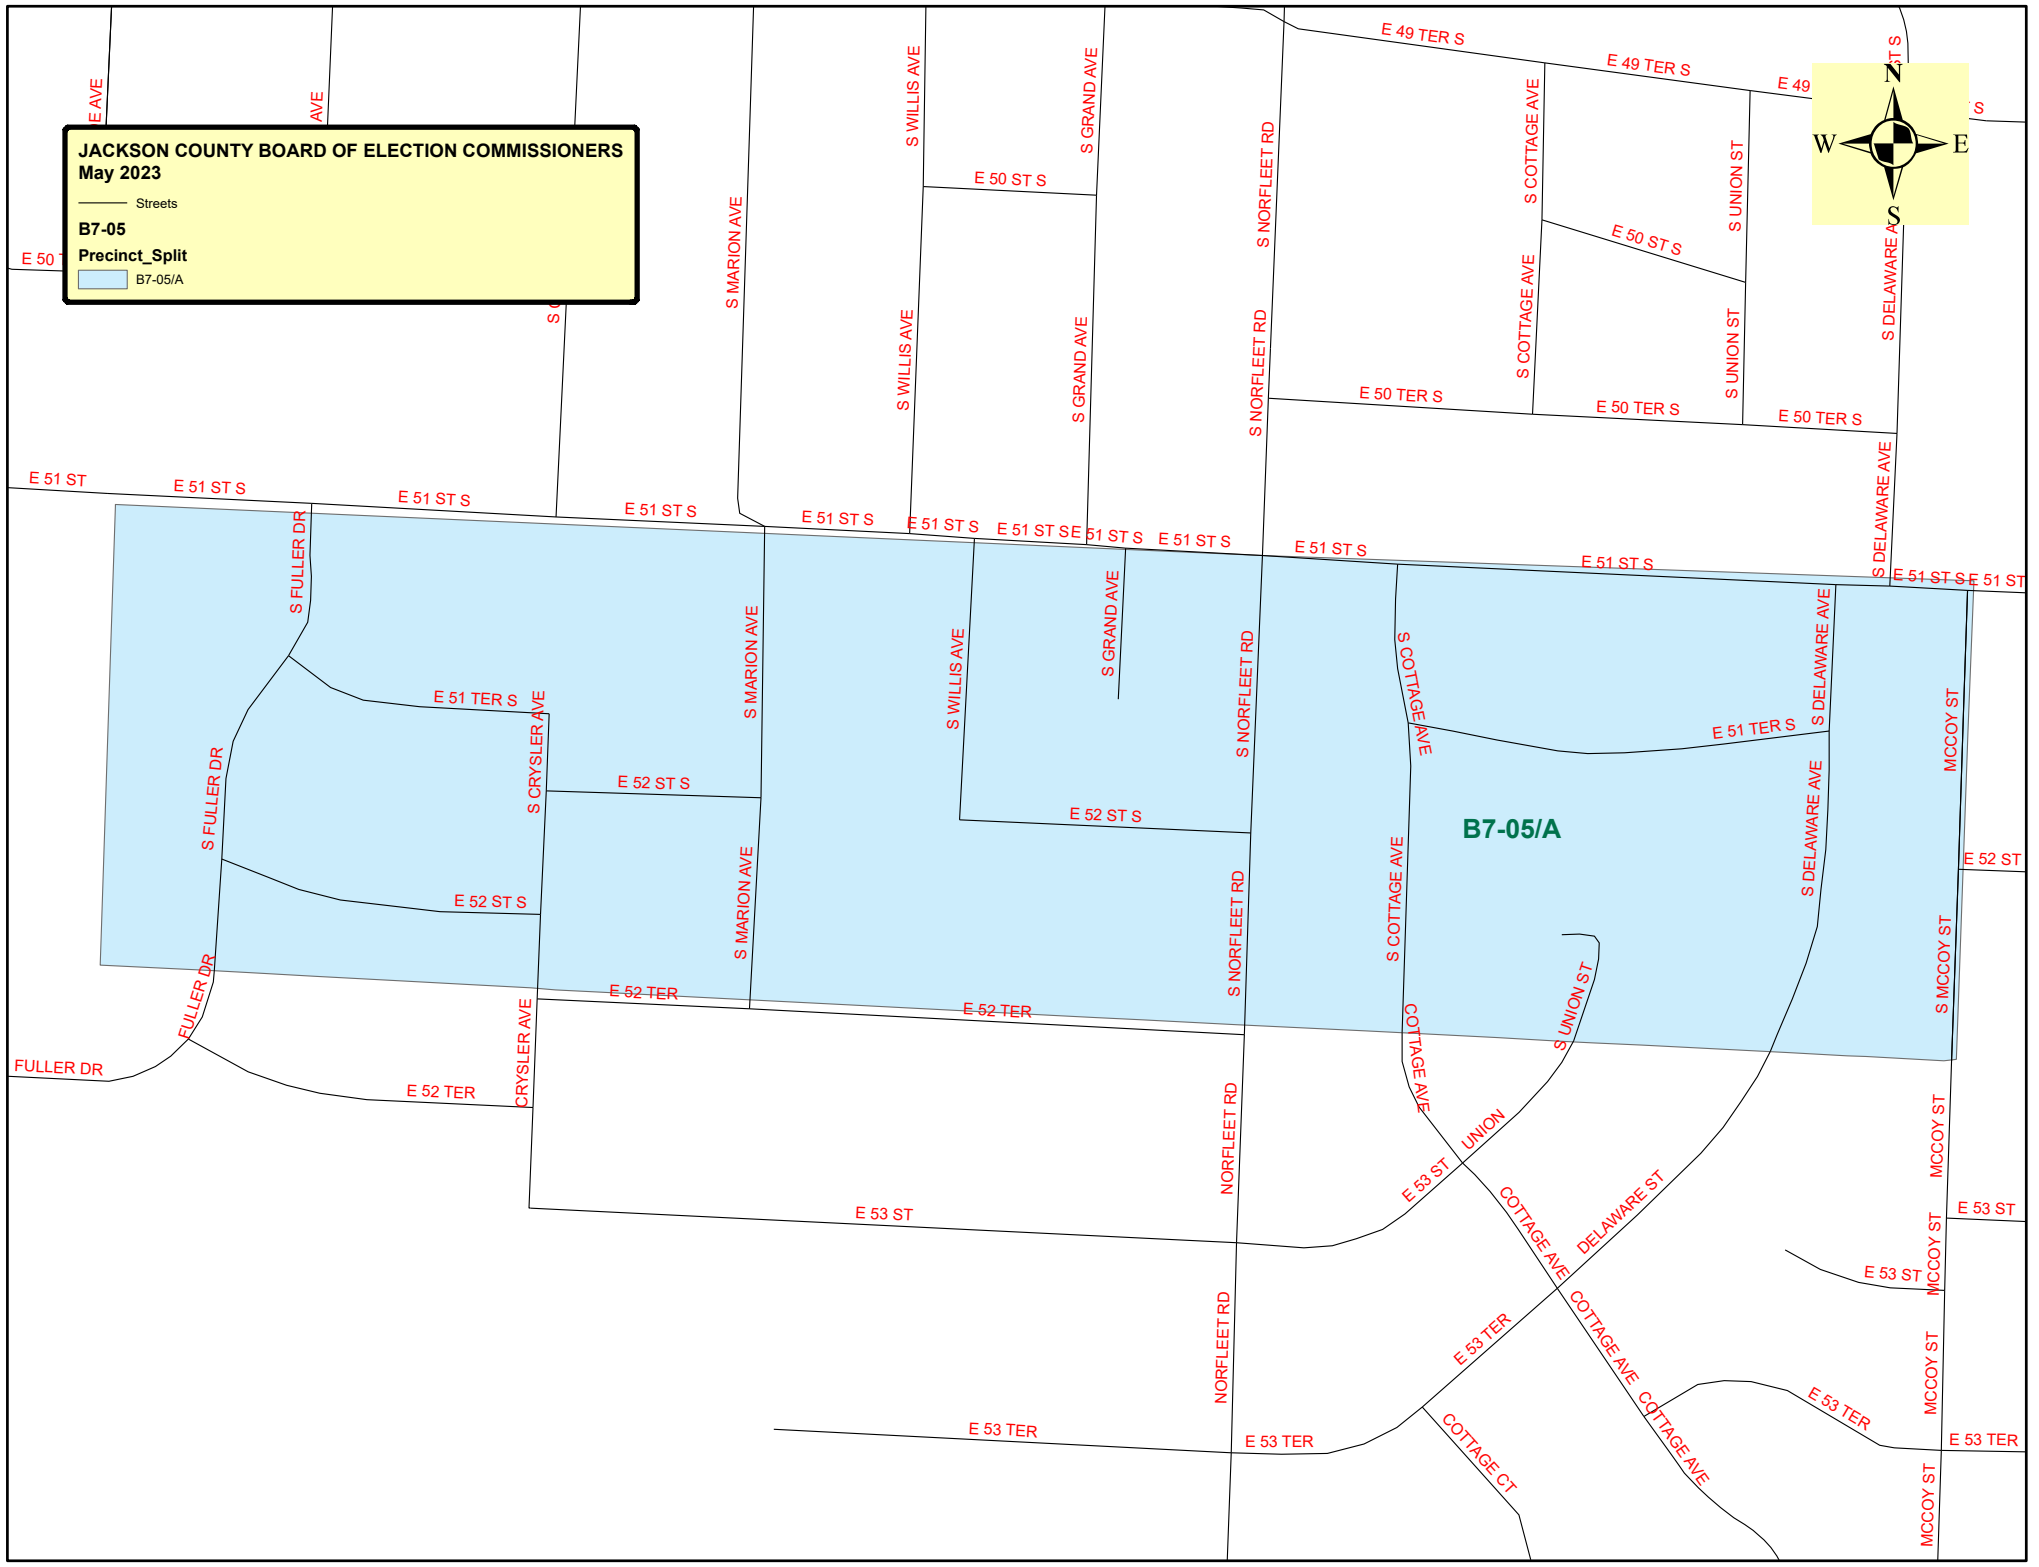 E 49 TER S
E 49 TER S
E 49
S
N
W
E
S
AVE
S WILLIS AVE
S GRAND AVE
S COTTAGE AVE
S UNION ST
S NORFLEET RD
JACKSON COUNTY BOARD OF ELECTION COMMISSIONERS
May 2023
Streets
B7-05
Precinct_Split
B7-05/A
E 50 ST S
E 50 ST S
S MARION AVE
E 50
S DELAWARE A
S WILLIS AVE
S GRAND AVE
S NORFLEET RD
S COTTAGE AVE
S UNION ST
E 50 TER S
E 50 TER S
E 50 TER S
S DELAWARE AVE
E 51 ST
E 51 ST S
E 51 ST S
E 51 ST S
E 51 ST S
E 51 ST S
E 51 ST S
E 51 ST S
E 51 ST S
E 51 ST S
E 51 ST S
E 51 ST S
E 51 ST
S FULLER DR
S MARION AVE
S WILLIS AVE
S GRAND AVE
S NORFLEET RD
S COTTAGE AVE
S DELAWARE AVE
MCCOY ST
E 51 TER S
E 51 TER S
S CRYSLER AVE
S FULLER DR
E 52 ST S
E 52 ST S
S DELAWARE AVE
B7-05/A
E 52 ST
E 52 ST S
S MARION AVE
S NORFLEET RD
S COTTAGE AVE
S MCCOY ST
FULLER DR
S UNION ST
E 52 TER
E 52 TER
CRYSLER AVE
COTTAGE AVE
FULLER DR
E 52 TER
NORFLEET RD
UNION
MCCOY ST
E 53 ST
E 53 ST
COTTAGE AVE
DELAWARE ST
E 53 ST
MCCOY ST
E 53 ST
NORFLEET RD
E 53 TER
COTTAGE AVE
MCCOY ST
E 53 TER
E 53 TER
COTTAGE CT
COTTAGE AVE
E 53 TER
E 53 TER
MCCOY ST